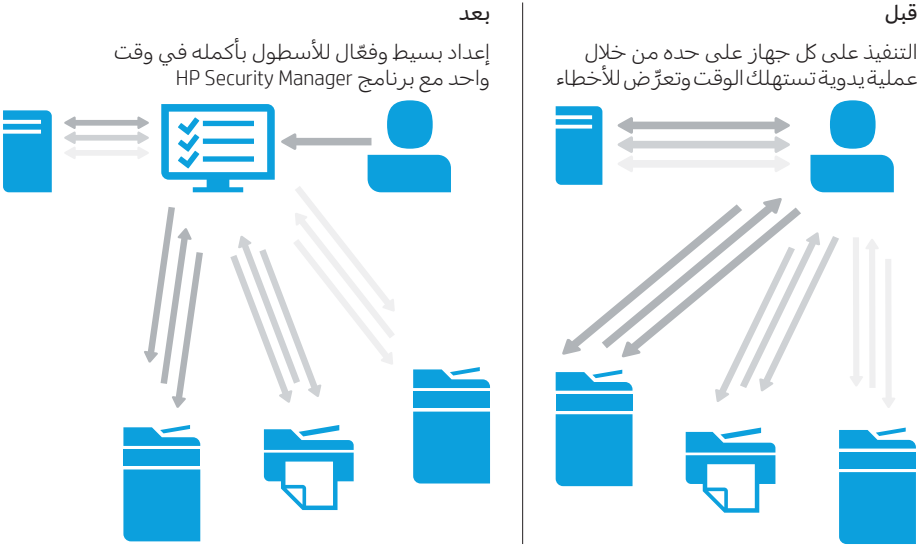 قبل
التنفيذ على كل جهاز على حده من خلال
عملية يدوية تستهلك الوقت وتعرِّض للأخطاء
بعد
إعداد بسيط وفعّال للأسطول بأكمله في وقت
واحد مع برنامج HP Security Manager